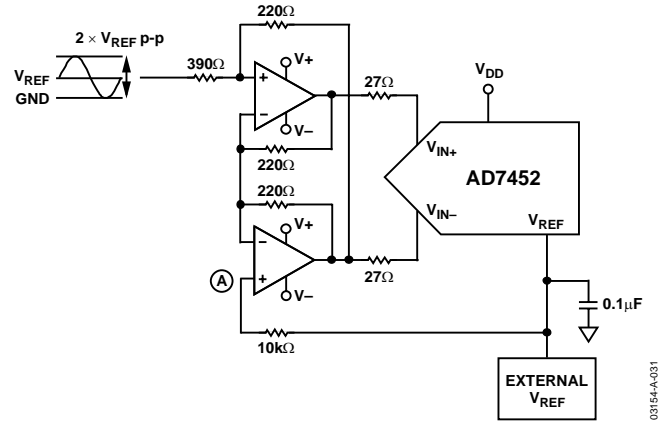 220Ω
2 × VREF p-p
390Ω
VREF
GND
V+
V–
27Ω
VDD
220Ω
220Ω
VIN+
AD7452
VIN–
VREF
V+
V–
A
27Ω
10kΩ
0.1μF
EXTERNAL
VREF
03154-A-031